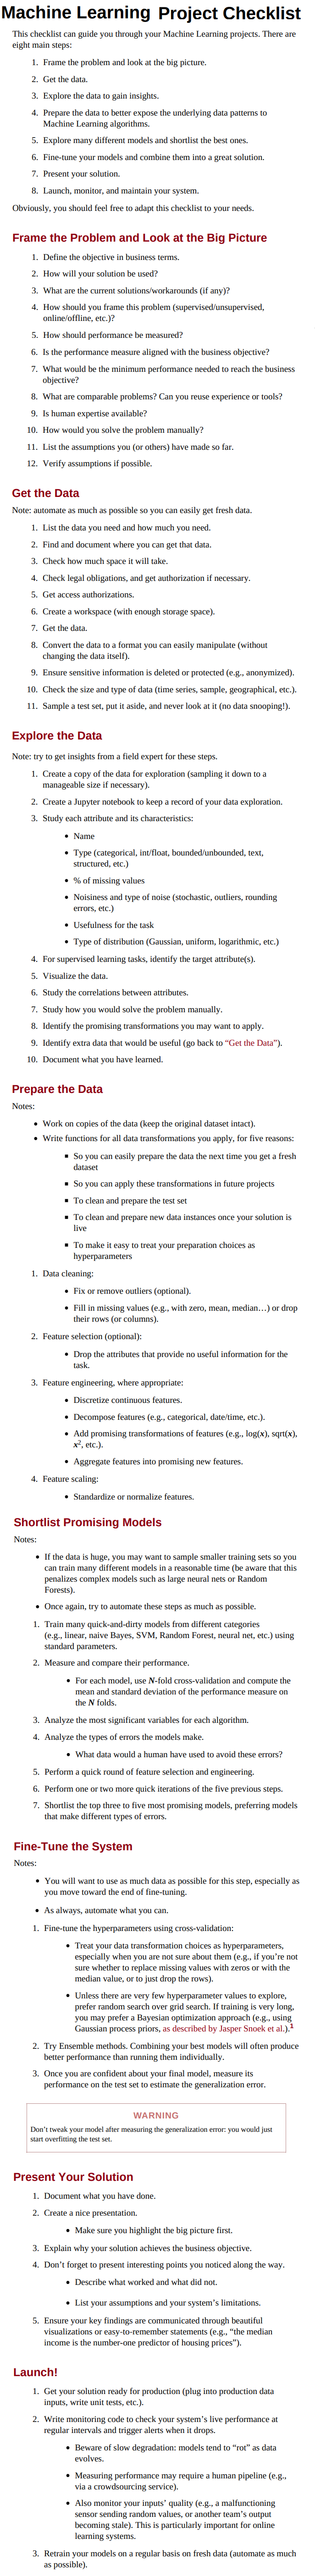 Machine Learning Project Checklist
This checklist can guide you through your Machine Learning projects. There are
eight main steps:
1. Frame the problem and look at the big picture.
2. Get the data.
3. Explore the data to gain insights.
4. Prepare the data to better expose the underlying data patterns to
Machine Learning algorithms.
5. Explore many different models and shortlist the best ones.
6. Fine-tune your models and combine them into a great solution.
7. Present your solution.
8. Launch, monitor, and maintain your system.
Obviously, you should feel free to adapt this checklist to your needs.
Frame the Problem and Look at the Big Picture
1. Define the objective in business terms.
2. How will your solution be used?
3. What are the current solutions/workarounds (if any)?
4. How should you frame this problem (supervised/unsupervised,
online/offline, etc.)?
5. How should performance be measured?
6. Is the performance measure aligned with the business objective?
7. What would be the minimum performance needed to reach the business
objective?
8. What are comparable problems? Can you reuse experience or tools?
9. Is human expertise available?
10. How would you solve the problem manually?
11. List the assumptions you (or others) have made so far.
12. Verify assumptions if possible.
Get the Data
Note: automate as much as possible so you can easily get fresh data.
1. List the data you need and how much you need.
2. Find and document where you can get that data.
3. Check how much space it will take.
4. Check legal obligations, and get authorization if necessary.
5. Get access authorizations.
6. Create a workspace (with enough storage space).
7. Get the data.
8. Convert the data to a format you can easily manipulate (without
changing the data itself).
9. Ensure sensitive information is deleted or protected (e.g., anonymized).
10. Check the size and type of data (time series, sample, geographical, etc.).
11. Sample a test set, put it aside, and never look at it (no data snooping!).
Explore the Data
Note: try to get insights from a field expert for these steps.
1. Create a copy of the data for exploration (sampling it down to a
manageable size if necessary).
2. Create a Jupyter notebook to keep a record of your data exploration.
3. Study each attribute and its characteristics:
• Name
• Type (categorical, int/float, bounded/unbounded, text,
structured, etc.)
• % of missing values
• Noisiness and type of noise (stochastic, outliers, rounding
errors, etc.)
• Usefulness for the task
• Type of distribution (Gaussian, uniform, logarithmic, etc.)
4. For supervised learning tasks, identify the target attribute(s).
5. Visualize the data.
6. Study the correlations between attributes.
7. Study how you would solve the problem manually.
8. Identify the promising transformations you may want to apply.
9. Identify extra data that would be useful (go back to “Get the Data”).
10. Document what you have learned.
Prepare the Data
Notes:
• Work on copies of the data (keep the original dataset intact).
• Write functions for all data transformations you apply, for five reasons:
▪ So you can easily prepare the data the next time you get a fresh
dataset
▪ So you can apply these transformations in future projects
▪ To clean and prepare the test set
▪ To clean and prepare new data instances once your solution is
live
▪ To make it easy to treat your preparation choices as
hyperparameters
1. Data cleaning:
• Fix or remove outliers (optional).
• Fill in missing values (e.g., with zero, mean, median…) or drop
their rows (or columns).
2. Feature selection (optional):
• Drop the attributes that provide no useful information for the
task.
3. Feature engineering, where appropriate:
• Discretize continuous features.
• Decompose features (e.g., categorical, date/time, etc.).
• Add promising transformations of features (e.g., log(x), sqrt(x),
x², etc.).
• Aggregate features into promising new features.
4. Feature scaling:
• Standardize or normalize features.
Shortlist Promising Models
Notes:
• If the data is huge, you may want to sample smaller training sets so you
can train many different models in a reasonable time (be aware that this
penalizes complex models such as large neural nets or Random
Forests).
• Once again, try to automate these steps as much as possible.
1. Train many quick-and-dirty models from different categories
(e.g., linear, naive Bayes, SVM, Random Forest, neural net, etc.) using
standard parameters.
2. Measure and compare their performance.
• For each model, use N-fold cross-validation and compute the
mean and standard deviation of the performance measure on
the N folds.
3. Analyze the most significant variables for each algorithm.
4. Analyze the types of errors the models make.
• What data would a human have used to avoid these errors?
5. Perform a quick round of feature selection and engineering.
6. Perform one or two more quick iterations of the five previous steps.
7. Shortlist the top three to five most promising models, preferring models
that make different types of errors.
Fine-Tune the System
Notes:
• You will want to use as much data as possible for this step, especially as
you move toward the end of fine-tuning.
• As always, automate what you can.
1. Fine-tune the hyperparameters using cross-validation:
• Treat your data transformation choices as hyperparameters,
especially when you are not sure about them (e.g., if you’re not
sure whether to replace missing values with zeros or with the
median value, or to just drop the rows).
• Unless there are very few hyperparameter values to explore,
prefer random search over grid search. If training is very long,
you may prefer a Bayesian optimization approach (e.g., using
Gaussian process priors, as described by Jasper Snoek et al.).¹
2. Try Ensemble methods. Combining your best models will often produce
better performance than running them individually.
3. Once you are confident about your final model, measure its
performance on the test set to estimate the generalization error.
WARNING
Don’t tweak your model after measuring the generalization error: you would just
start overfitting the test set.
Present Your Solution
1. Document what you have done.
2. Create a nice presentation.
• Make sure you highlight the big picture first.
3. Explain why your solution achieves the business objective.
4. Don’t forget to present interesting points you noticed along the way.
• Describe what worked and what did not.
• List your assumptions and your system’s limitations.
5. Ensure your key findings are communicated through beautiful
visualizations or easy-to-remember statements (e.g., “the median
income is the number-one predictor of housing prices”).
Launch!
1. Get your solution ready for production (plug into production data
inputs, write unit tests, etc.).
2. Write monitoring code to check your system’s live performance at
regular intervals and trigger alerts when it drops.
• Beware of slow degradation: models tend to “rot” as data
evolves.
• Measuring performance may require a human pipeline (e.g.,
via a crowdsourcing service).
• Also monitor your inputs’ quality (e.g., a malfunctioning
sensor sending random values, or another team’s output
becoming stale). This is particularly important for online
learning systems.
3. Retrain your models on a regular basis on fresh data (automate as much
as possible).